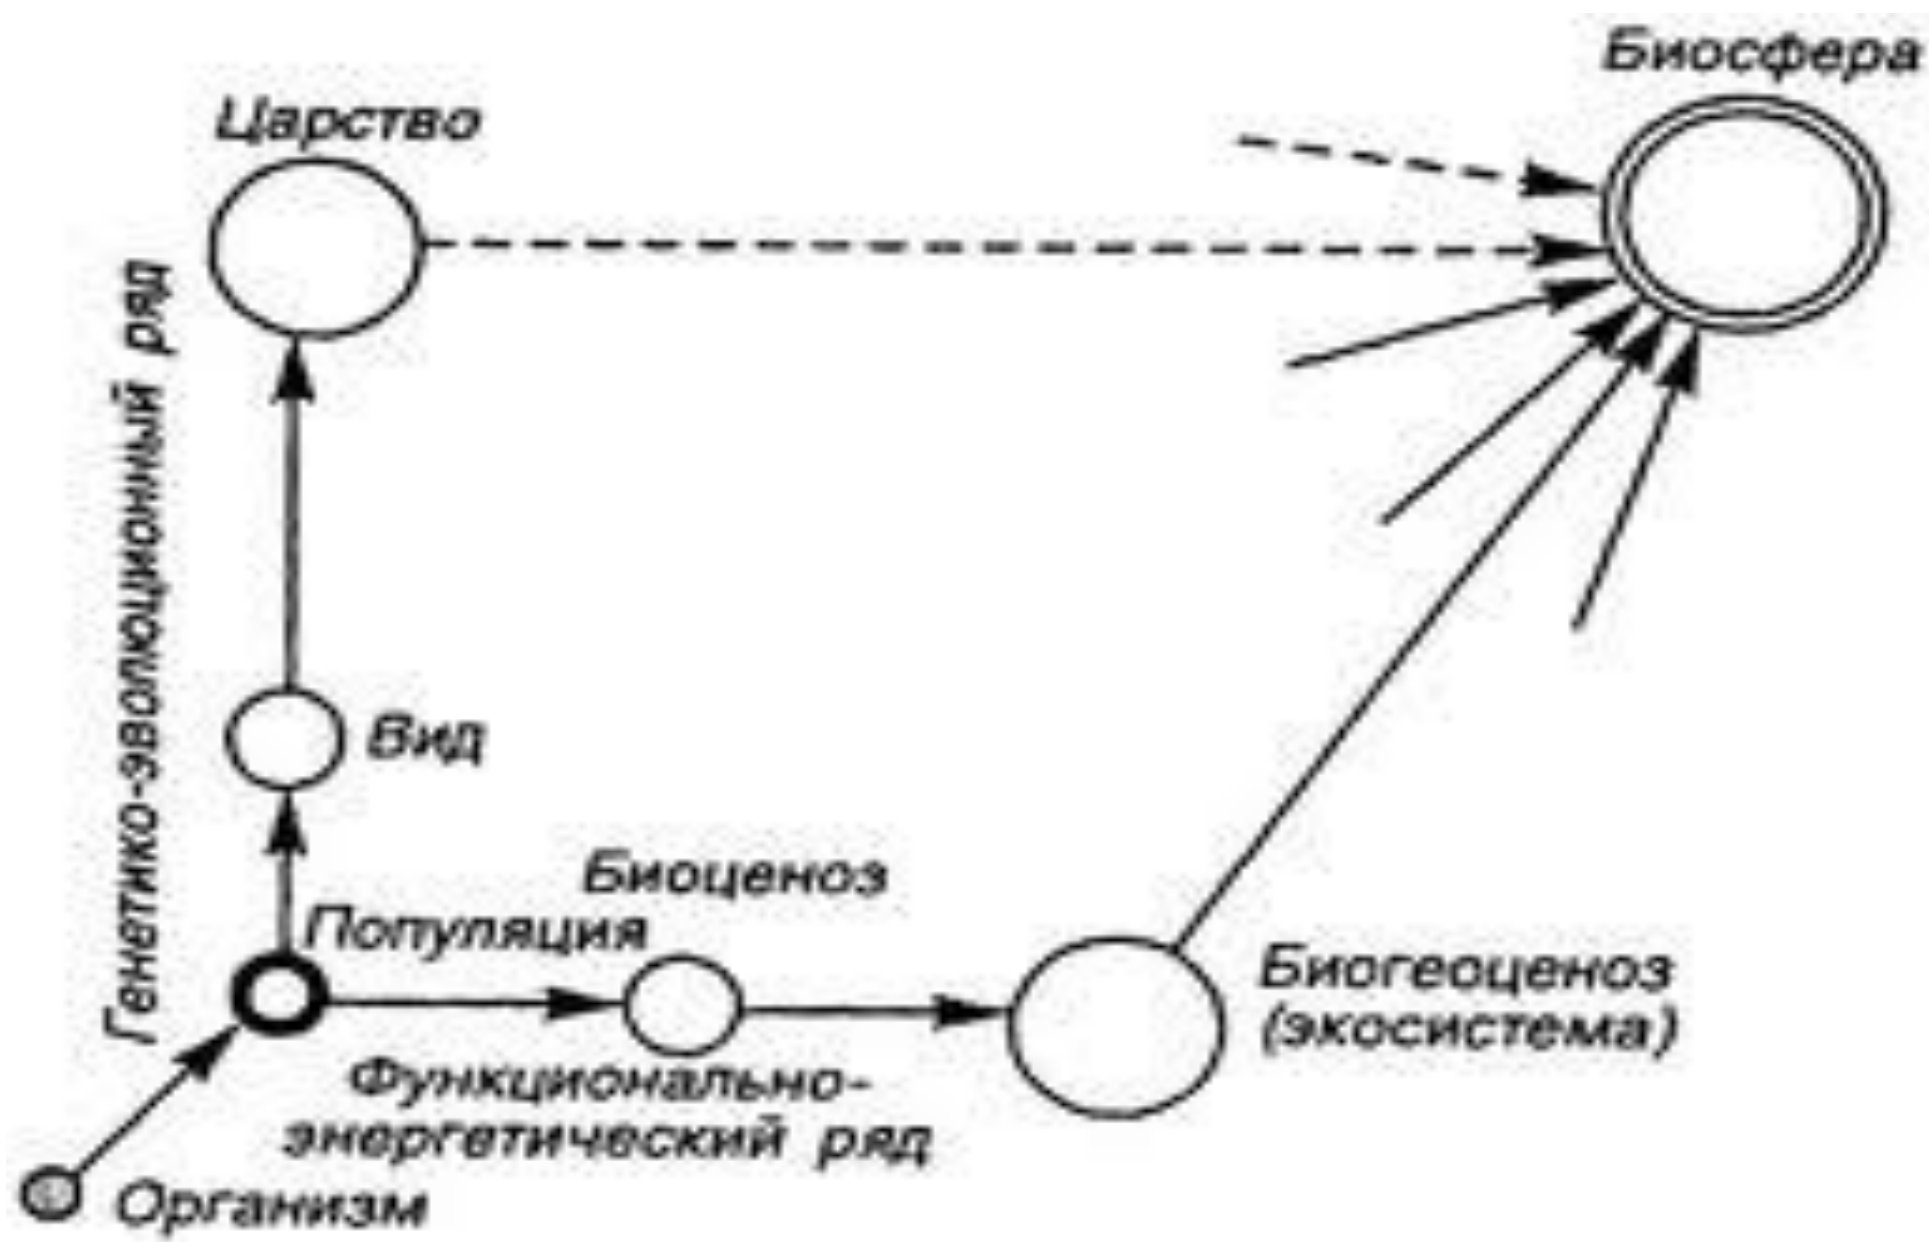 Биосфера
Царство
Генетико-эволюционный ряд
Вид
Биоценоз
Популяция
Биогеоценоз
(экосистема)
Функционально-
энергетический ряд
Организм